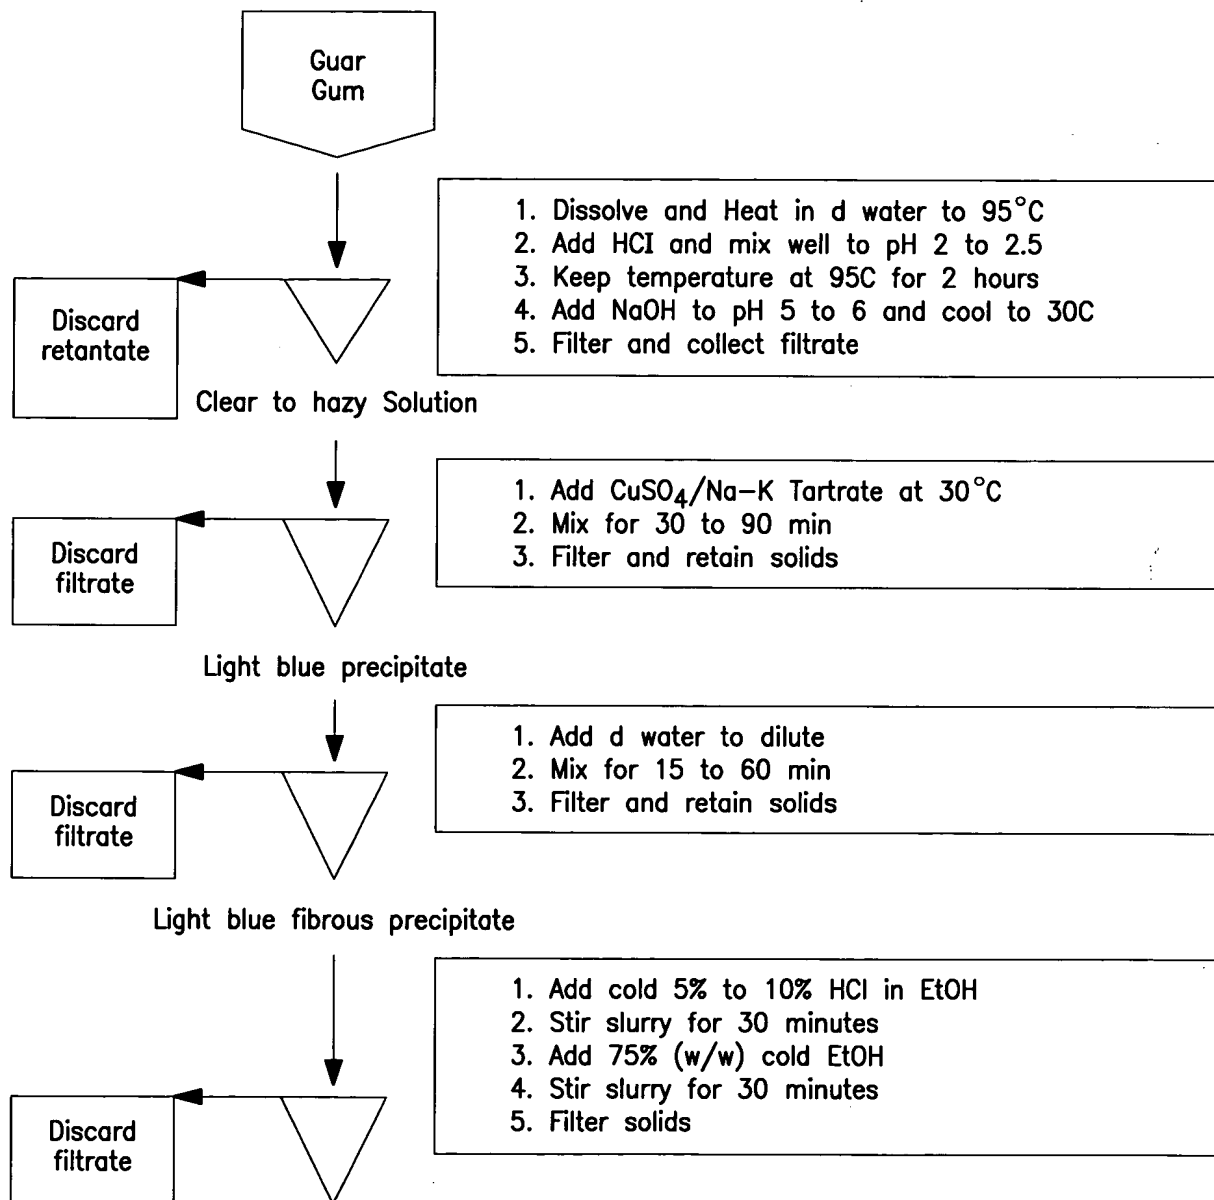 Guar
Gum
1. Dissolve and Heat in d water to 95°C
2. Add HCl and mix well to pH 2 to 2.5
3. Keep temperature at 95C for 2 hours
4. Add NaOH to pH 5 to 6 and cool to 30C
5. Filter and collect filtrate
Discard
retantate
Clear to hazy Solution
1. Add CuSO4/Na-K Tartrate at 30°C
2. Mix for 30 to 90 min
3. Filter and retain solids
Discard
filtrate
Light blue precipitate
1. Add d water to dilute
2. Mix for 15 to 60 min
3. Filter and retain solids
Discard
filtrate
Light blue fibrous precipitate
1. Add cold 5% to 10% HCl in EtOH
2. Stir slurry for 30 minutes
3. Add 75% (w/w) cold EtOH
4. Stir slurry for 30 minutes
5. Filter solids
Discard
filtrate